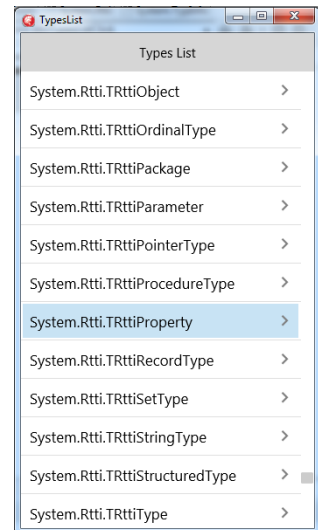 TypesList
Types List
System.Rtti.TRttiObject
System.Rtti.TRttiOrdinalType
System.Rtti.TRttiPackage
System.Rtti.TRttiParameter
System.Rtti.TRttiPointerType
System.Rtti.TRttiProcedureType
System.Rtti.TRttiProperty
System.Rtti.TRttiRecordType
System.Rtti.TRttiSetType
System.Rtti.TRttiStringType
System.Rtti.TRttiStructuredType
System.Rtti.TRttiType